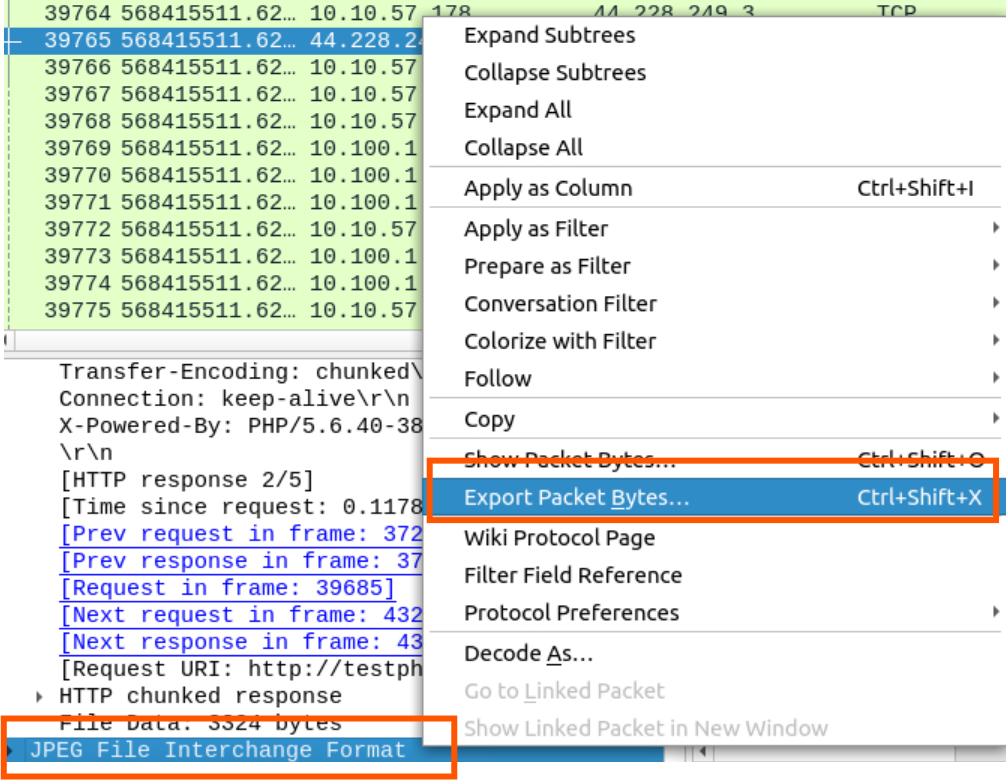 39764 568415511.62… 10.10.57.178 44.228.249.3 TCP
39765 568415511.62… 44.228.24
39766 568415511.62… 10.10.57
39767 568415511.62… 10.10.57
39768 568415511.62… 10.10.57
39769 568415511.62… 10.100.1
39770 568415511.62… 10.100.1
39771 568415511.62… 10.100.1
39772 568415511.62… 10.10.57
39773 568415511.62… 10.100.1
39774 568415511.62… 10.100.1
39775 568415511.62… 10.10.57
Transfer-Encoding: chunked\
Connection: keep-alive\r\n
X-Powered-By: PHP/5.6.40-38
\r\n
[HTTP response 2/5]
[Time since request: 0.1178
[Prev request in frame: 372
[Prev response in frame: 37
[Request in frame: 39685]
[Next request in frame: 432
[Next response in frame: 43
[Request URI: http://testph
HTTP chunked response
File Data: 3324 bytes
JPEG File Interchange Format
Expand Subtrees
Collapse Subtrees
Expand All
Collapse All
Apply as Column Ctrl+Shift+I
Apply as Filter
Prepare as Filter
Conversation Filter
Colorize with Filter
Follow
Copy
Show Packet Bytes… Ctrl+Shift+O
Export Packet Bytes… Ctrl+Shift+X
Wiki Protocol Page
Filter Field Reference
Protocol Preferences
Decode As…
Go to Linked Packet
Show Linked Packet in New Window